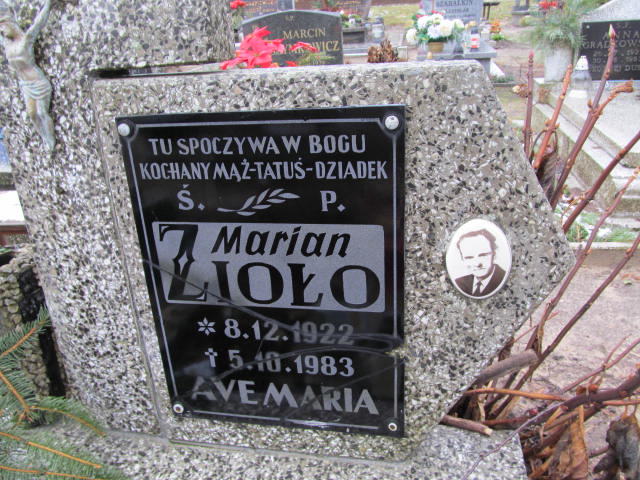 TU SPOCZYWA W BOGU
KOCHANY MĄŻ-TATUŚ-DZIADEK
Ś. P.
Marian
ZIOŁO
* 8.12.1922
† 5.10.1983
AVE MARIA
MARCIN